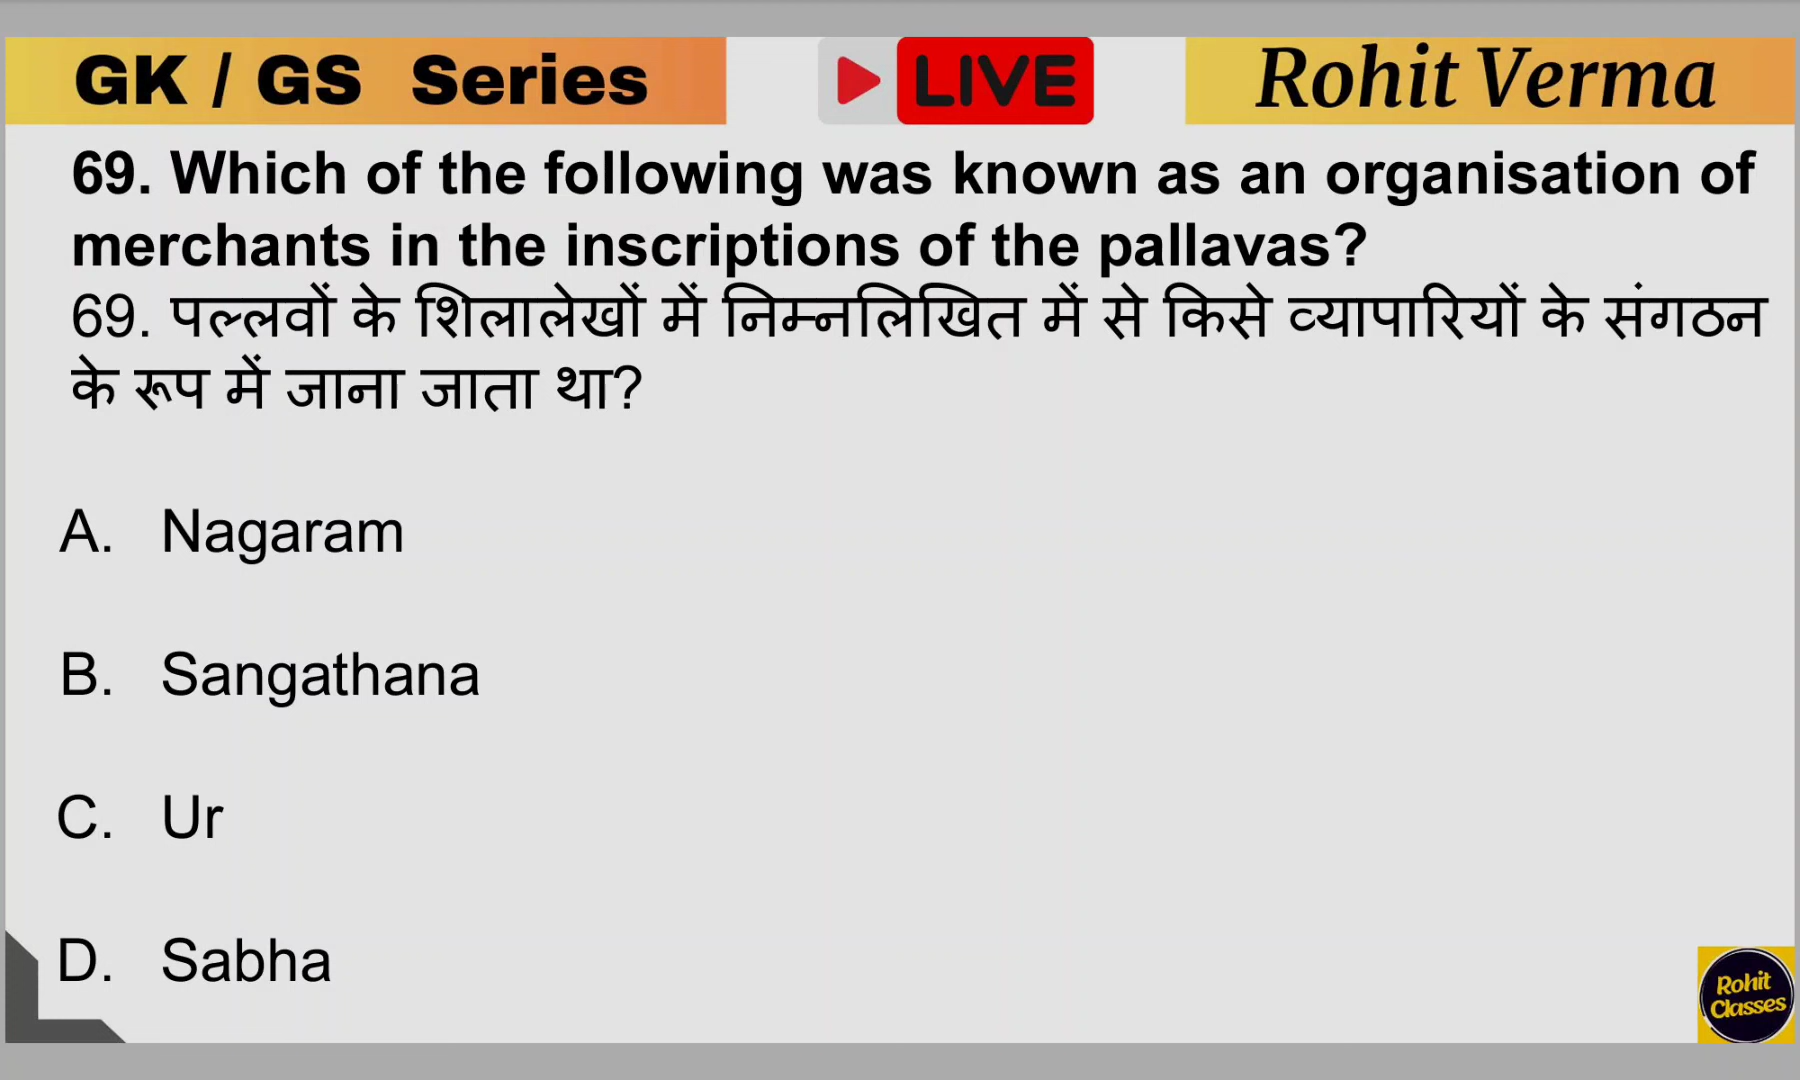 GK / GS Series
LIVE
Rohit Verma
69. Which of the following was known as an organisation of
merchants in the inscriptions of the pallavas?
69. पल्लवों के शिलालेखों में निम्नलिखित में से किसे व्यापारियों के संगठन
के रूप में जाना जाता था?
A. Nagaram
B. Sangathana
C. Ur
D. Sabha
Rohit
Classes